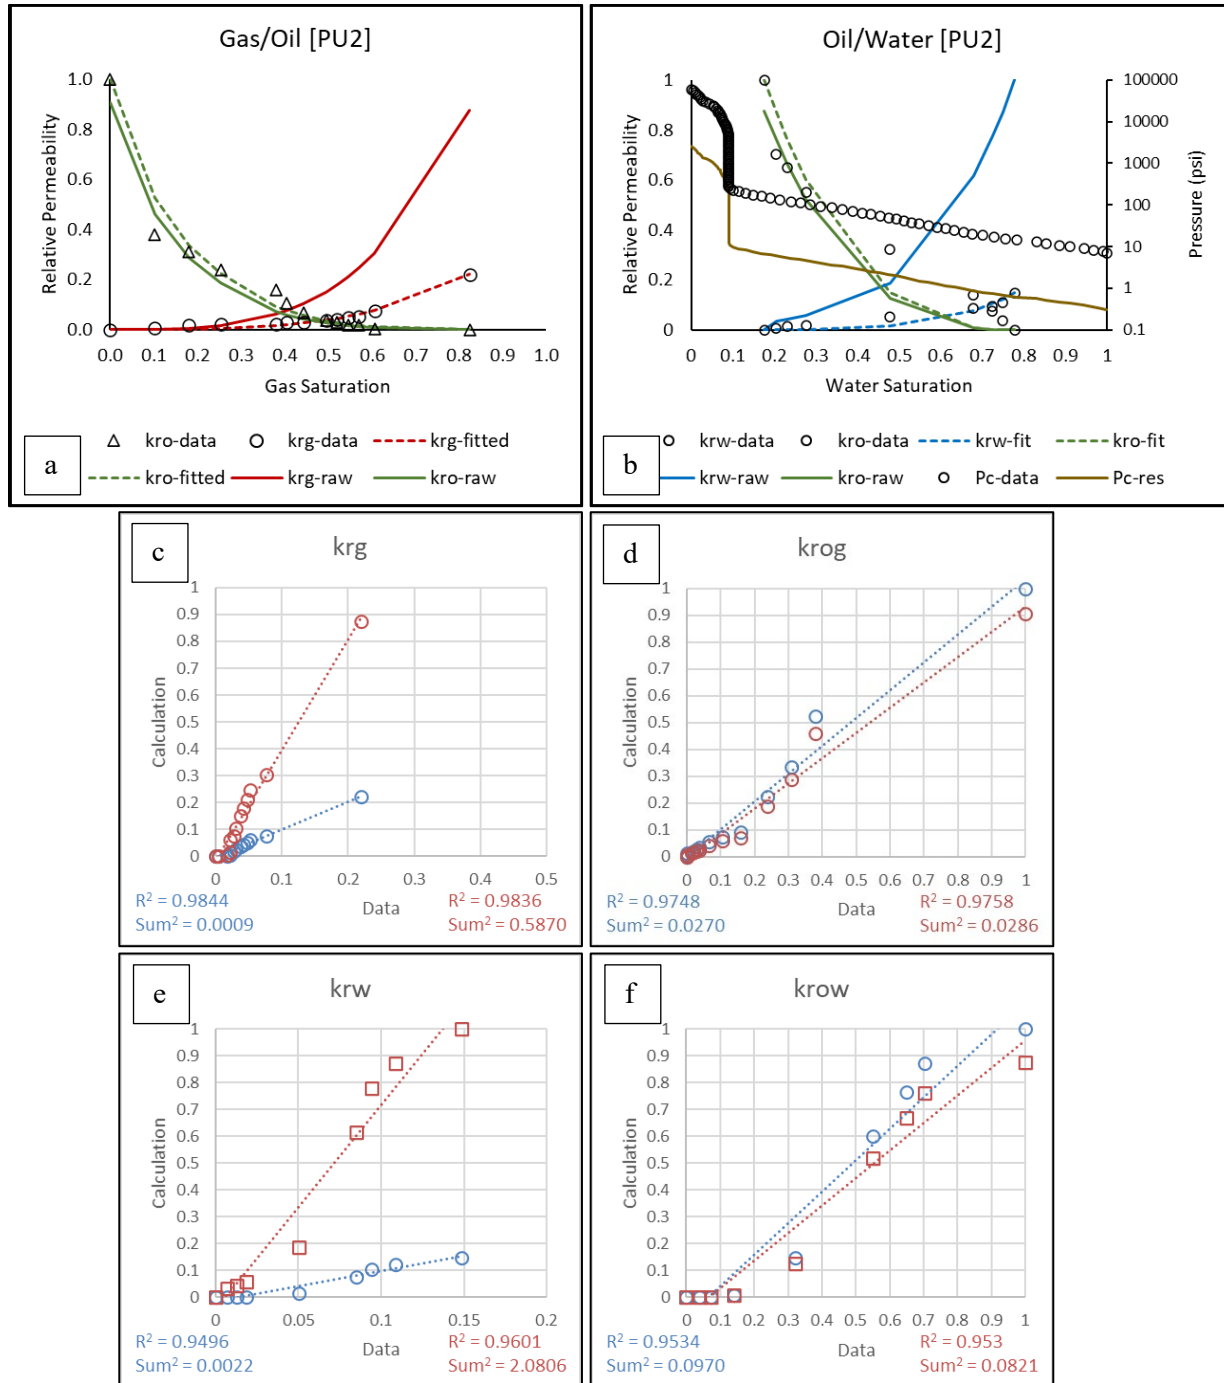 Gas/Oil [PU2]
Relative Permeability
1.0
0.8
0.6
0.4
0.2
0.0
0.0 0.1 0.2 0.3 0.4 0.5 0.6 0.7 0.8 0.9 1.0
Gas Saturation
kro-data krg-data krg-fitted
kro-fitted krg-raw kro-raw
a
Oil/Water [PU2]
Relative Permeability
1
0.8
0.6
0.4
0.2
0
100000
10000
1000
100
10
1
0.1
Pressure (psi)
0 0.1 0.2 0.3 0.4 0.5 0.6 0.7 0.8 0.9 1
Water Saturation
krw-data kro-data krw-fit kro-fit
krw-raw kro-raw Pc-data Pc-res
b
c
krg
Calculation
1
0.9
0.8
0.7
0.6
0.5
0.4
0.3
0.2
0.1
0
0 0.1 0.2 0.3 0.4 0.5
Data
R² = 0.9844
Sum² = 0.0009
R² = 0.9836
Sum² = 0.5870
d
krog
Calculation
1
0.9
0.8
0.7
0.6
0.5
0.4
0.3
0.2
0.1
0
0 0.1 0.2 0.3 0.4 0.5 0.6 0.7 0.8 0.9 1
Data
R² = 0.9748
Sum² = 0.0270
R² = 0.9758
Sum² = 0.0286
e
krw
Calculation
1
0.9
0.8
0.7
0.6
0.5
0.4
0.3
0.2
0.1
0
0 0.05 0.1 0.15 0.2
Data
R² = 0.9496
Sum² = 0.0022
R² = 0.9601
Sum² = 2.0806
f
krow
Calculation
1
0.9
0.8
0.7
0.6
0.5
0.4
0.3
0.2
0.1
0
0 0.1 0.2 0.3 0.4 0.5 0.6 0.7 0.8 0.9 1
Data
R² = 0.9534
Sum² = 0.0970
R² = 0.953
Sum² = 0.0821